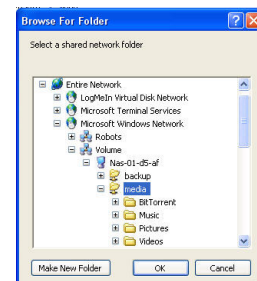 Browse For Folder
Select a shared network folder
Entire Network
LogMeIn Virtual Disk Network
Microsoft Terminal Services
Microsoft Windows Network
Robots
Volume
Nas-01-d5-af
backup
media
BitTorrent
Music
Pictures
Videos
Make New Folder
OK
Cancel